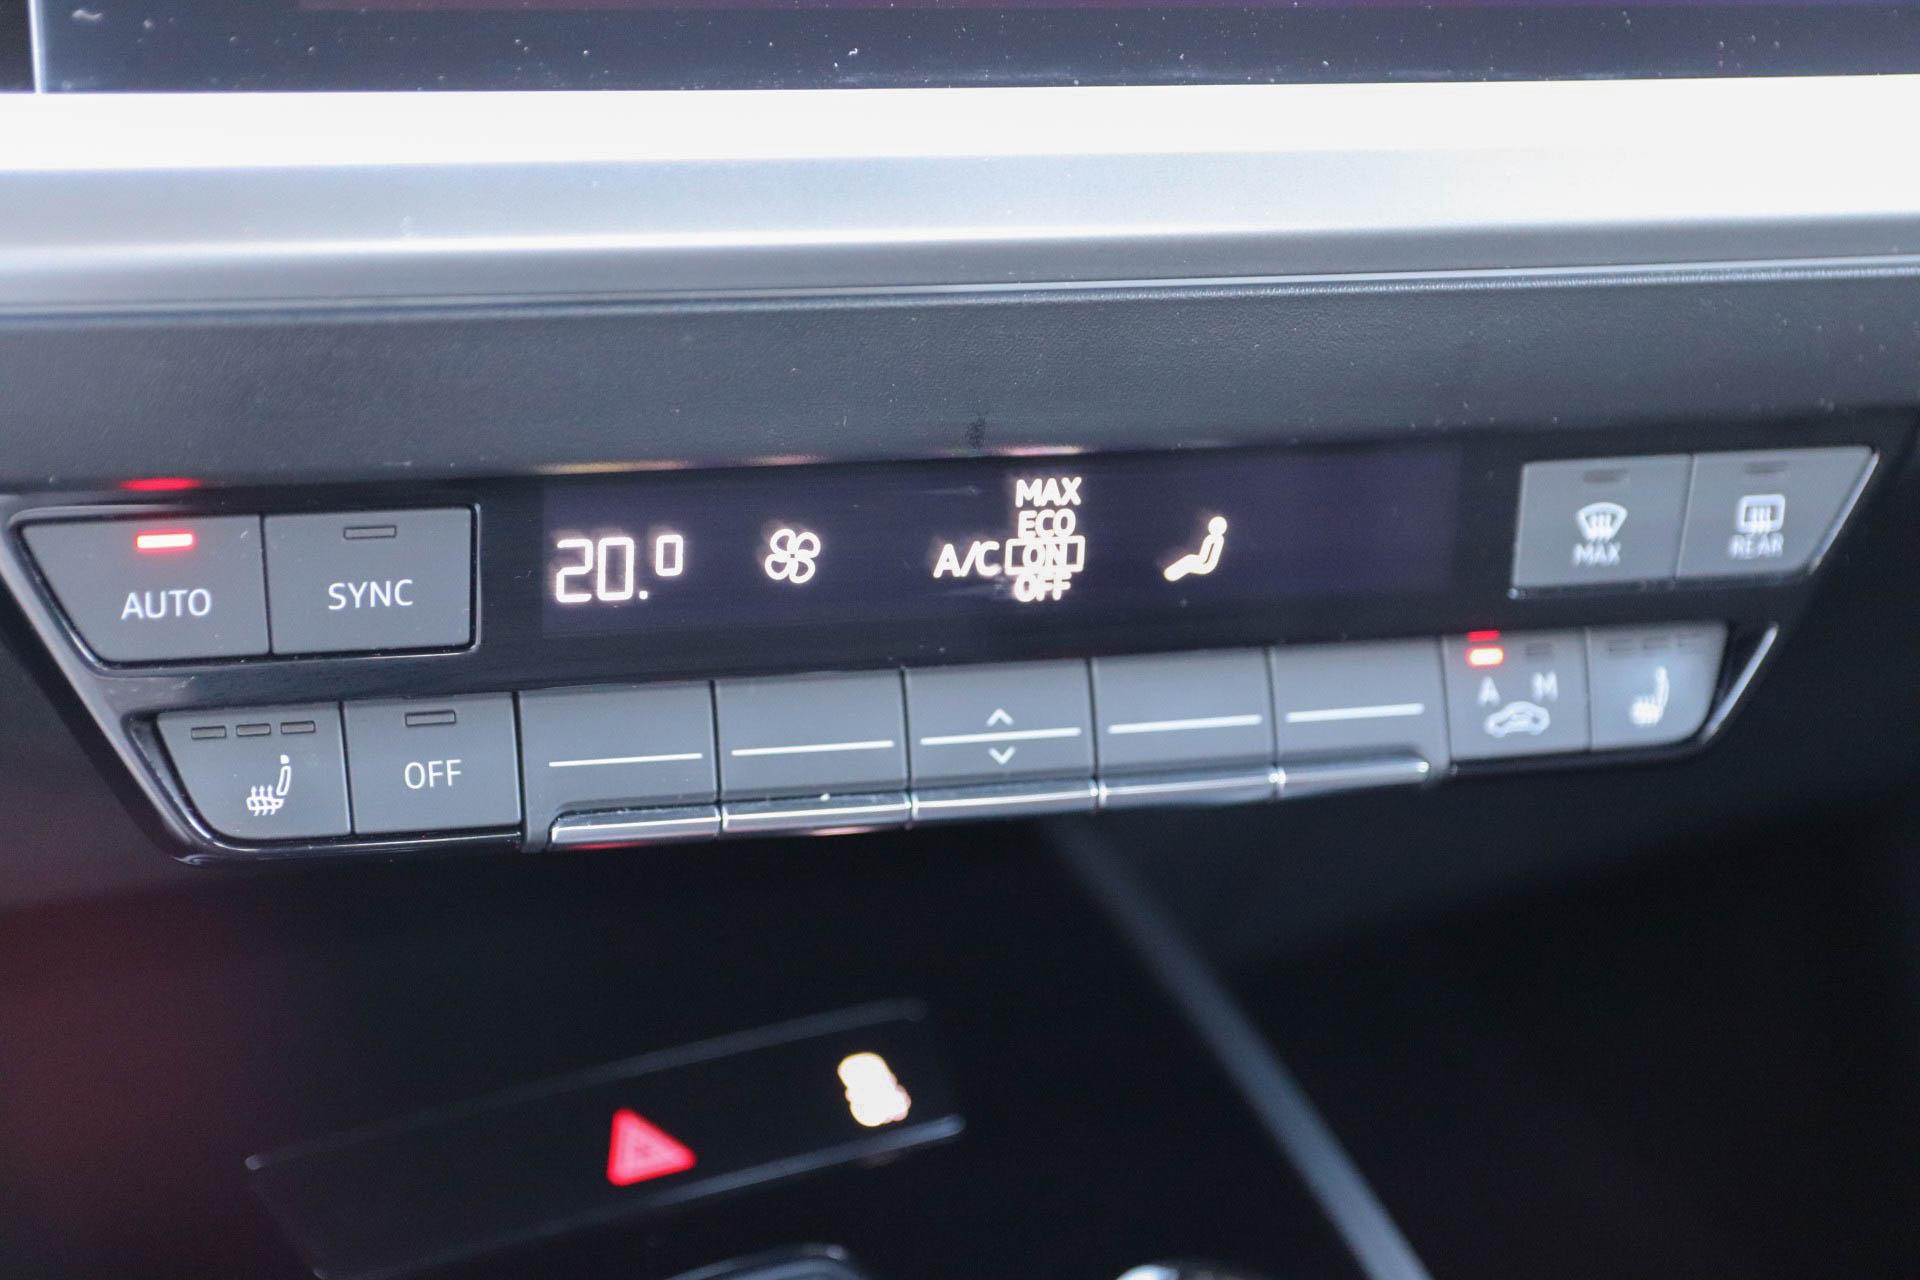 AUTO
SYNC
20.0
A/C
MAX
ECO
ON
OFF
MAX
REAR
OFF
A M